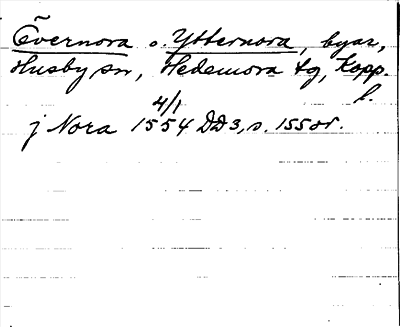 Övernora o. Ytternora, byar,
Husby sn, Hedemora tg, Kopp.
l.
4/1
j Nora 1554 DD3, s. 155 or.